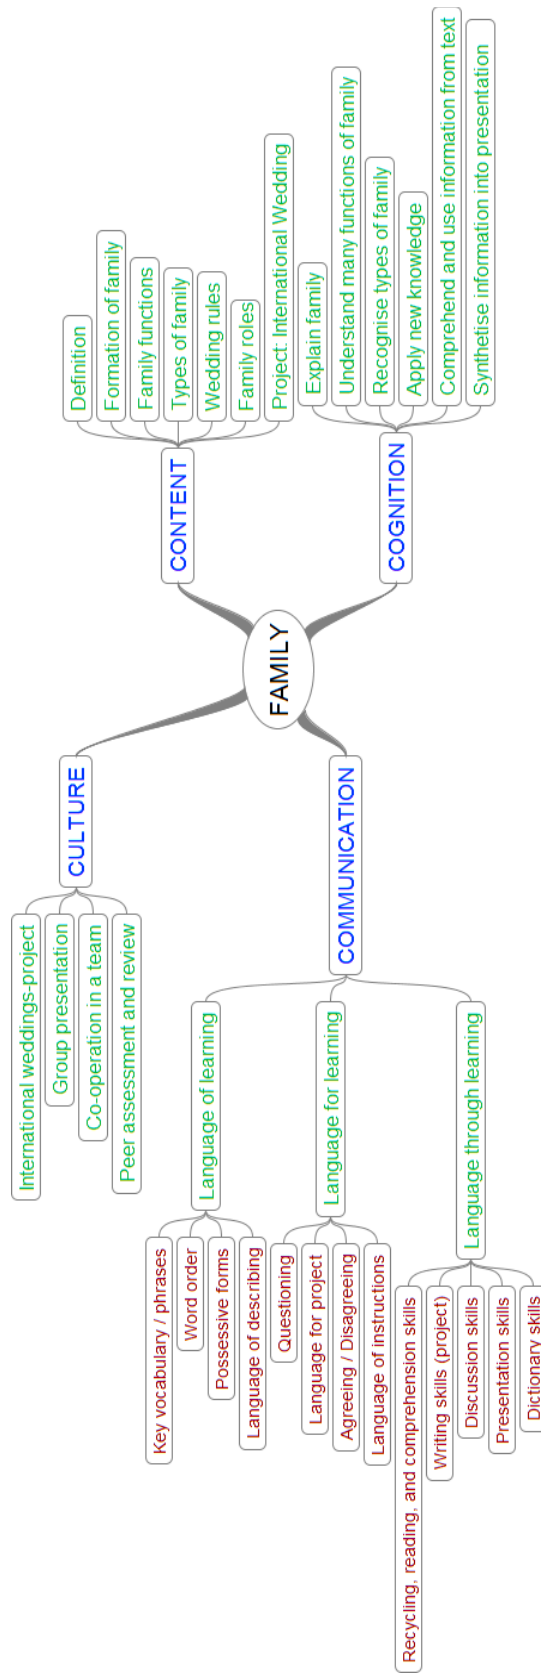 FAMILY
CULTURE
International weddings-project
Group presentation
Co-operation in a team
Peer assessment and review
COMMUNICATION
Language of learning
Key vocabulary / phrases
Word order
Possessive forms
Language of describing
Language for learning
Questioning
Language for project
Agreeing / Disagreeing
Language of instructions
Language through learning
Recycling, reading, and comprehension skills
Writing skills (project)
Discussion skills
Presentation skills
Dictionary skills
CONTENT
Definition
Formation of family
Family functions
Types of family
Wedding rules
Family roles
Project: International Wedding
COGNITION
Explain family
Understand many functions of family
Recognise types of family
Apply new knowledge
Comprehend and use information from text
Synthetise information into presentation